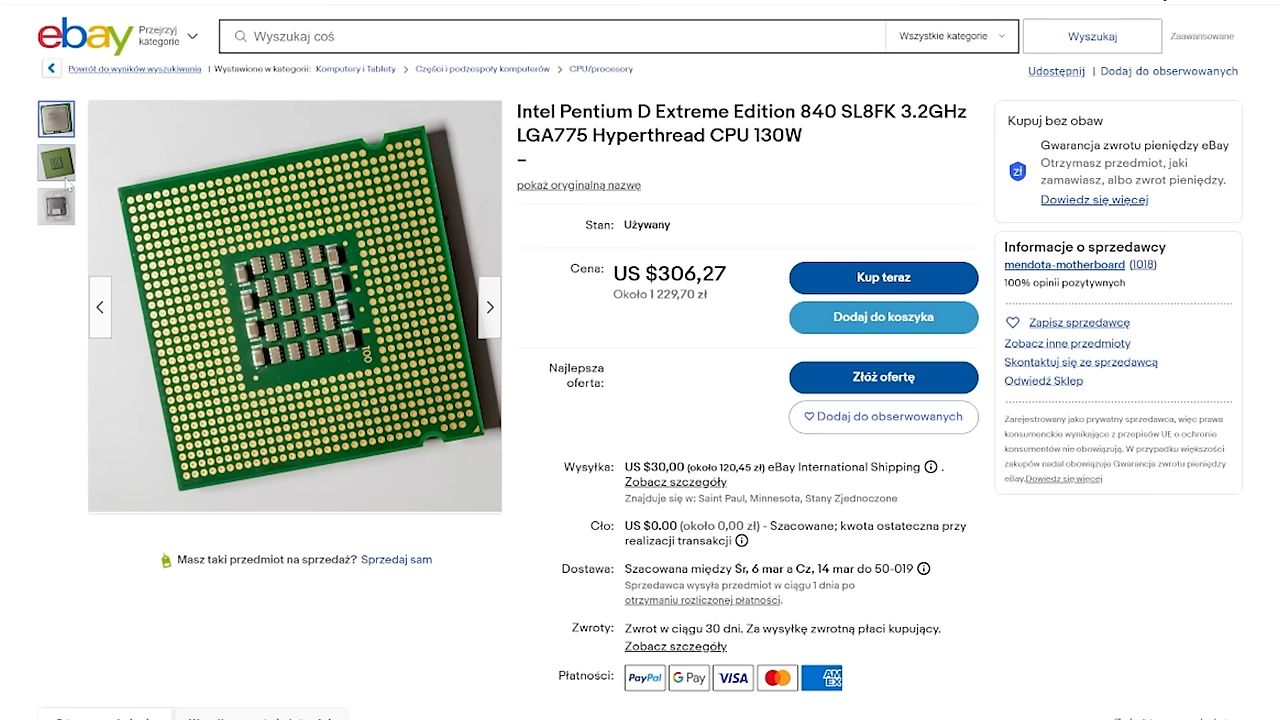 ebay
Przejrzyj
kategorie
Wyszukaj coś
Wszystkie kategorie
Wyszukaj
Zaawansowane
Powrót do wyników wyszukiwania | Wystawione w kategorii: Komputery i Tablety > Części i podzespoły komputerów > CPU/procesory
Udostępnij | Dodaj do obserwowanych
Intel Pentium D Extreme Edition 840 SL8FK 3.2GHz
LGA775 Hyperthread CPU 130W
–
pokaż oryginalną nazwę
Stan: Używany
Cena: US $306,27
Około 1 229,70 zł
Kup teraz
Dodaj do koszyka
Najlepsza
oferta:
Złóż ofertę
Dodaj do obserwowanych
Wysyłka: US $30,00 (około 120,45 zł) eBay International Shipping .
Zobacz szczegóły
Znajduje się w: Saint Paul, Minnesota, Stany Zjednoczone
Cło: US $0.00 (około 0,00 zł) - Szacowane; kwota ostateczna przy
realizacji transakcji
Dostawa: Szacowana między Śr, 6 mar a Cz, 14 mar do 50-019
Sprzedawca wysyła przedmiot w ciągu 1 dnia po
otrzymaniu rozliczonej płatności.
Zwroty: Zwrot w ciągu 30 dni. Za wysyłkę zwrotną płaci kupujący.
Zobacz szczegóły
Płatności: PayPal G Pay VISA AM EX
Masz taki przedmiot na sprzedaż? Sprzedaj sam
Kupuj bez obaw
zł
Gwarancja zwrotu pieniędzy eBay
Otrzymasz przedmiot, jaki
zamawiasz, albo zwrot pieniędzy.
Dowiedz się więcej
Informacje o sprzedawcy
mendota-motherboard (1018)
100% opinii pozytywnych
Zapisz sprzedawcę
Zobacz inne przedmioty
Skontaktuj się ze sprzedawcą
Odwiedź Sklep
Zarejestrowany jako prywatny sprzedawca, więc prawa
konsumenckie wynikające z przepisów UE o ochronie
konsumentów nie obowiązują. W przypadku większości
zakupów nadal obowiązuje Gwarancja zwrotu pieniędzy
eBay.Dowiedz się więcej